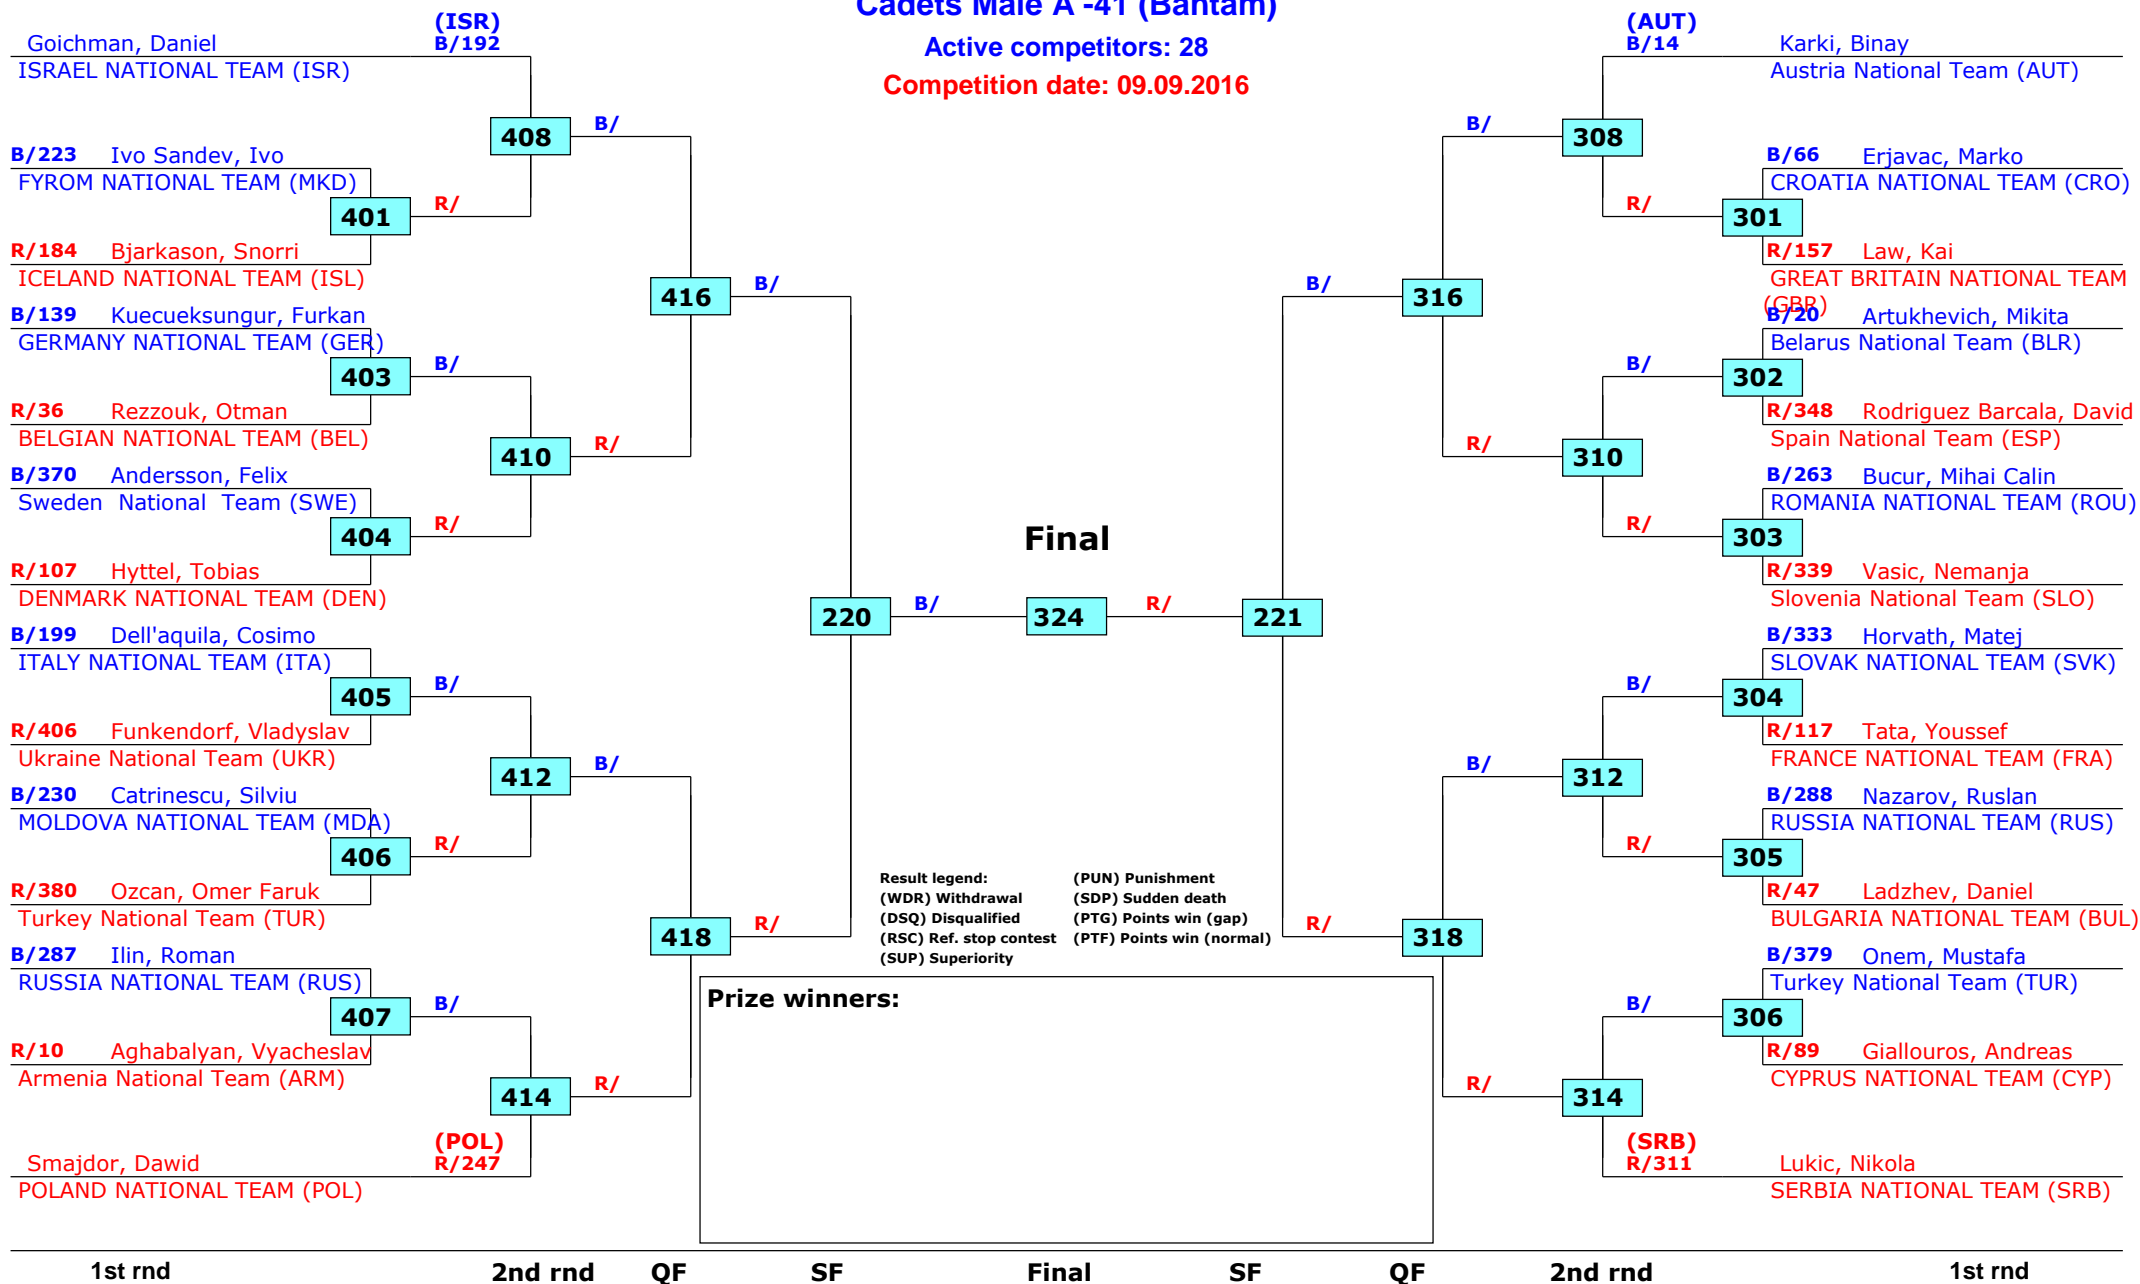 Cadets Male A -41 (Bantam)
Active competitors: 28
Competition date: 09.09.2016
(ISR)
Goichman, Daniel B/192
ISRAEL NATIONAL TEAM (ISR)
408 B/
B/223 Ivo Sandev, Ivo
FYROM NATIONAL TEAM (MKD)
401 R/
R/184 Bjarkason, Snorri
ICELAND NATIONAL TEAM (ISL)
416 B/
B/139 Kuecueksungur, Furkan
GERMANY NATIONAL TEAM (GER)
403 B/
R/36 Rezzouk, Otman
BELGIAN NATIONAL TEAM (BEL)
410 R/
B/370 Andersson, Felix
Sweden National Team (SWE)
404 R/
R/107 Hyttel, Tobias
DENMARK NATIONAL TEAM (DEN)
220 B/
B/199 Dell'aquila, Cosimo
ITALY NATIONAL TEAM (ITA)
405 B/
R/406 Funkendorf, Vladyslav
Ukraine National Team (UKR)
412 B/
B/230 Catrinescu, Silviu
MOLDOVA NATIONAL TEAM (MDA)
406 R/
R/380 Ozcan, Omer Faruk
Turkey National Team (TUR)
418 R/
B/287 Ilin, Roman
RUSSIA NATIONAL TEAM (RUS)
407 B/
R/10 Aghabalyan, Vyacheslav
Armenia National Team (ARM)
414 R/
(POL)
Smajdor, Dawid R/247
POLAND NATIONAL TEAM (POL)
Final
324
(AUT)
B/14 Karki, Binay
Austria National Team (AUT)
B/ 308
B/66 Erjavac, Marko
CROATIA NATIONAL TEAM (CRO)
R/ 301
R/157 Law, Kai
GREAT BRITAIN NATIONAL TEAM
(GBR)
B/ 316
B/20 Artukhevich, Mikita
Belarus National Team (BLR)
B/ 302
R/348 Rodriguez Barcala, David
Spain National Team (ESP)
R/ 310
B/263 Bucur, Mihai Calin
ROMANIA NATIONAL TEAM (ROU)
R/ 303
R/339 Vasic, Nemanja
Slovenia National Team (SLO)
R/ 221
B/333 Horvath, Matej
SLOVAK NATIONAL TEAM (SVK)
B/ 304
R/117 Tata, Youssef
FRANCE NATIONAL TEAM (FRA)
B/ 312
B/288 Nazarov, Ruslan
RUSSIA NATIONAL TEAM (RUS)
R/ 305
R/47 Ladzhev, Daniel
BULGARIA NATIONAL TEAM (BUL)
R/ 318
B/379 Onem, Mustafa
Turkey National Team (TUR)
B/ 306
R/89 Giallouros, Andreas
CYPRUS NATIONAL TEAM (CYP)
R/ 314
(SRB)
R/311 Lukic, Nikola
SERBIA NATIONAL TEAM (SRB)
Result legend: (PUN) Punishment
(WDR) Withdrawal (SDP) Sudden death
(DSQ) Disqualified (PTG) Points win (gap)
(RSC) Ref. stop contest (PTF) Points win (normal)
(SUP) Superiority
Prize winners:
1st rnd 2nd rnd QF SF Final SF QF 2nd rnd 1st rnd